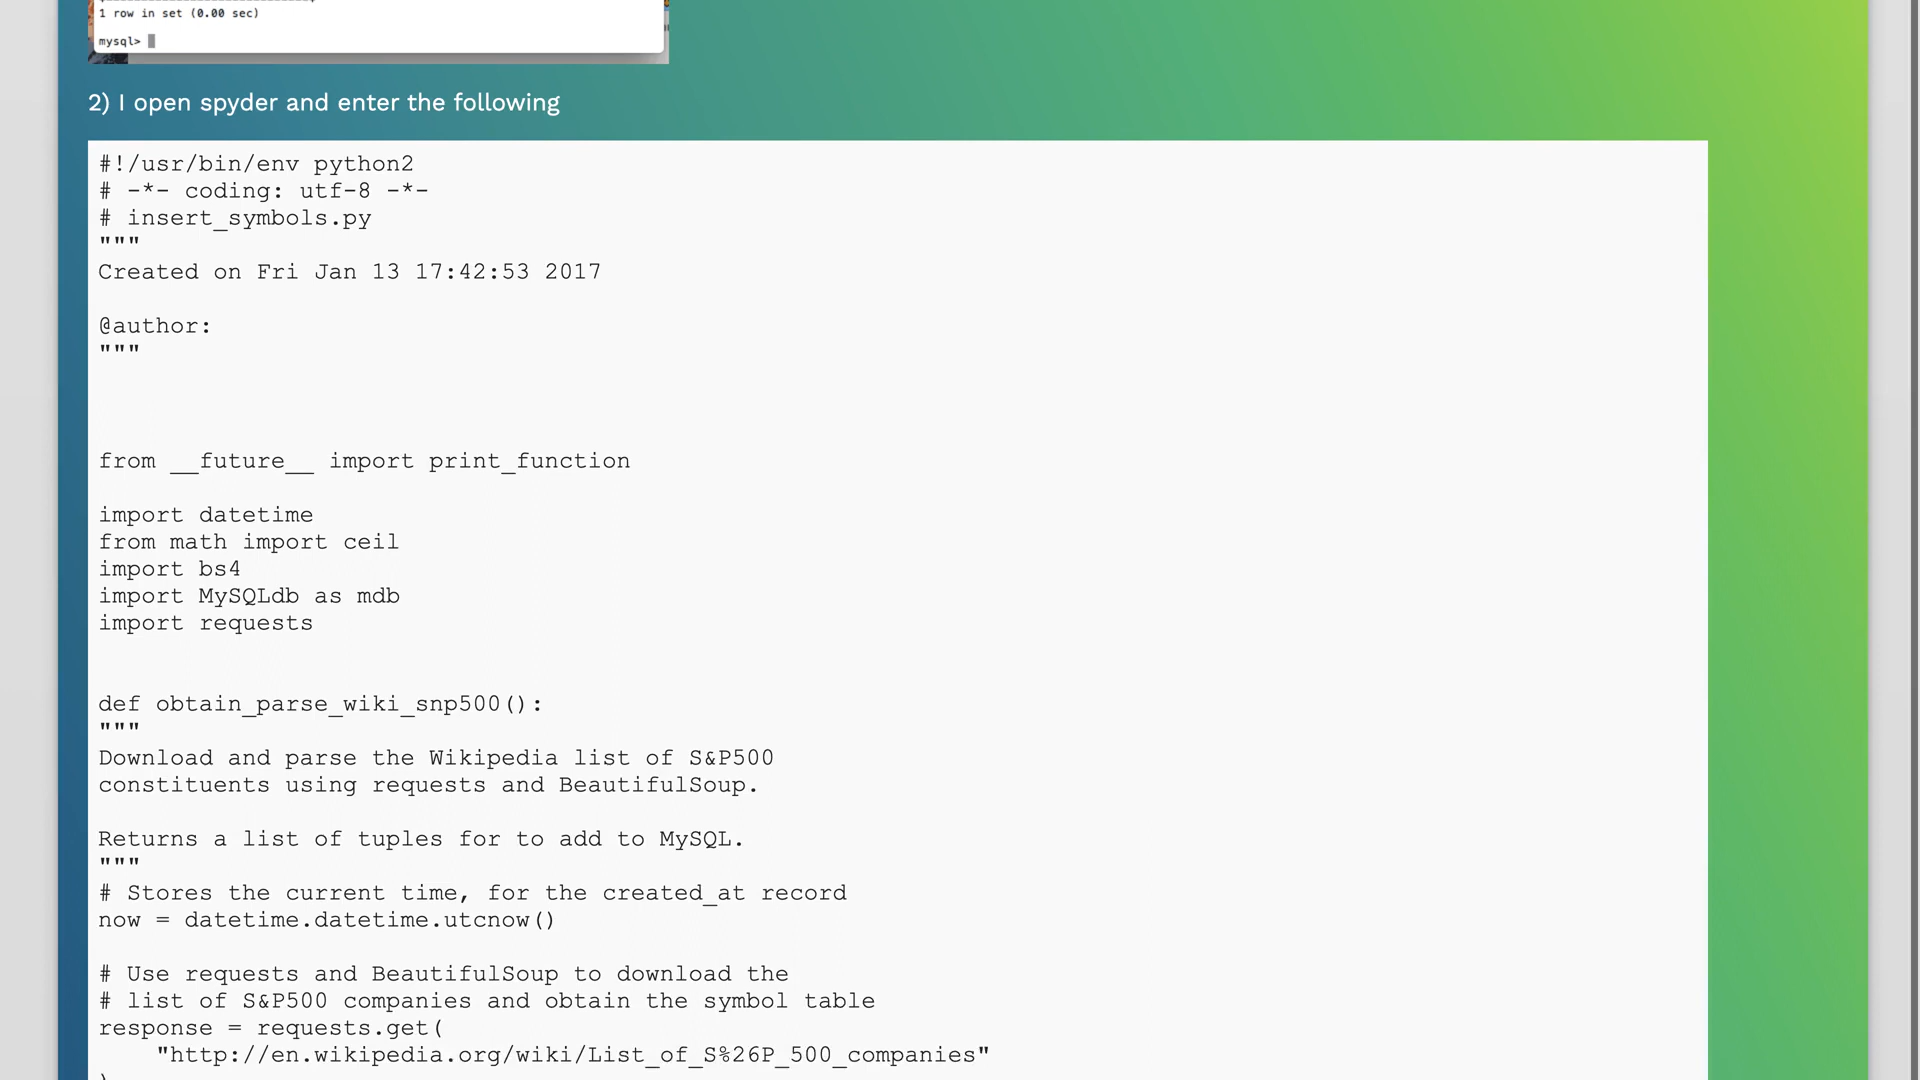 1 row in set (0.00 sec)
mysql>
2) I open spyder and enter the following
#!/usr/bin/env python2
# -*- coding: utf-8 -*-
# insert_symbols.py
"""
Created on Fri Jan 13 17:42:53 2017
@author:
"""
from __future__ import print_function
import datetime
from math import ceil
import bs4
import MySQLdb as mdb
import requests
def obtain_parse_wiki_snp500():
"""
Download and parse the Wikipedia list of S&P500
constituents using requests and BeautifulSoup.
Returns a list of tuples for to add to MySQL.
"""
# Stores the current time, for the created_at record
now = datetime.datetime.utcnow()
# Use requests and BeautifulSoup to download the
# list of S&P500 companies and obtain the symbol table
response = requests.get(
"http://en.wikipedia.org/wiki/List_of_S%26P_500_companies"
)